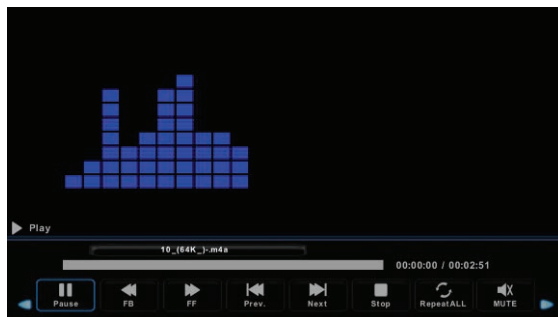 Play
10_(64K_)-.m4a
00:00:00 / 00:02:51
Pause FB FF Prev. Next Stop RepeatALL MUTE